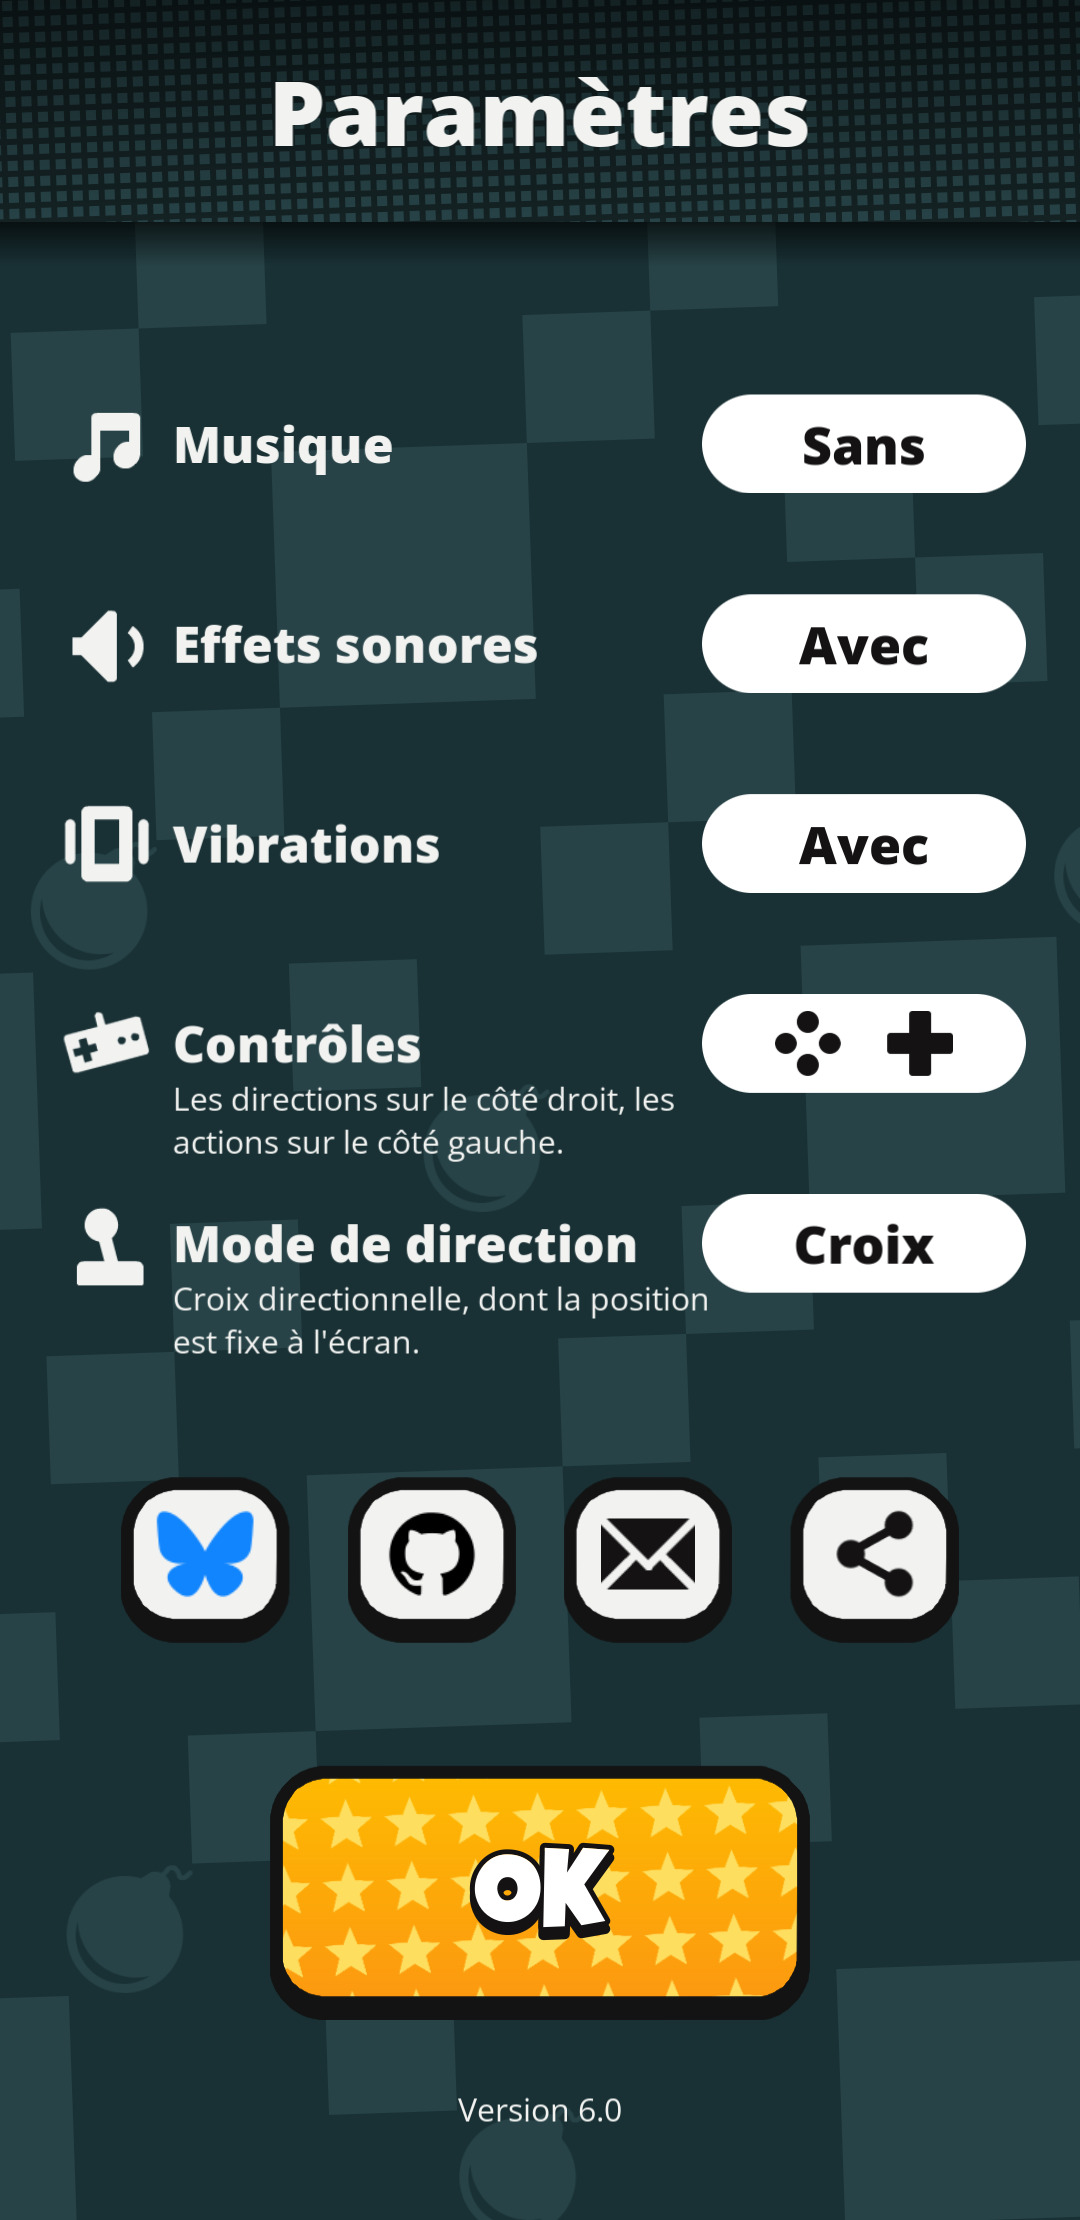 Paramètres
Musique
Sans
Effets sonores
Avec
Vibrations
Avec
Contrôles
Les directions sur le côté droit, les
actions sur le côté gauche.
Mode de direction
Croix
Croix directionnelle, dont la position
est fixe à l'écran.
OK
Version 6.0